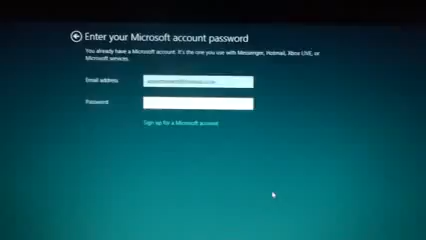 Enter your Microsoft account password
You already have a Microsoft account. It's the one you use with Messenger, Hotmail, Xbox LIVE, or
Microsoft services.
Email address
Password
Sign up for a Microsoft account